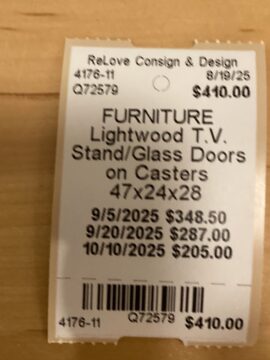 ReLove Consign & Design
4176-11 8/19/25
Q72579 $410.00
FURNITURE
Lightwood T.V.
Stand/Glass Doors
on Casters
47x24x28
9/5/2025 $348.50
9/20/2025 $287.00
10/10/2025 $205.00
4176-11 Q72579 $410.00